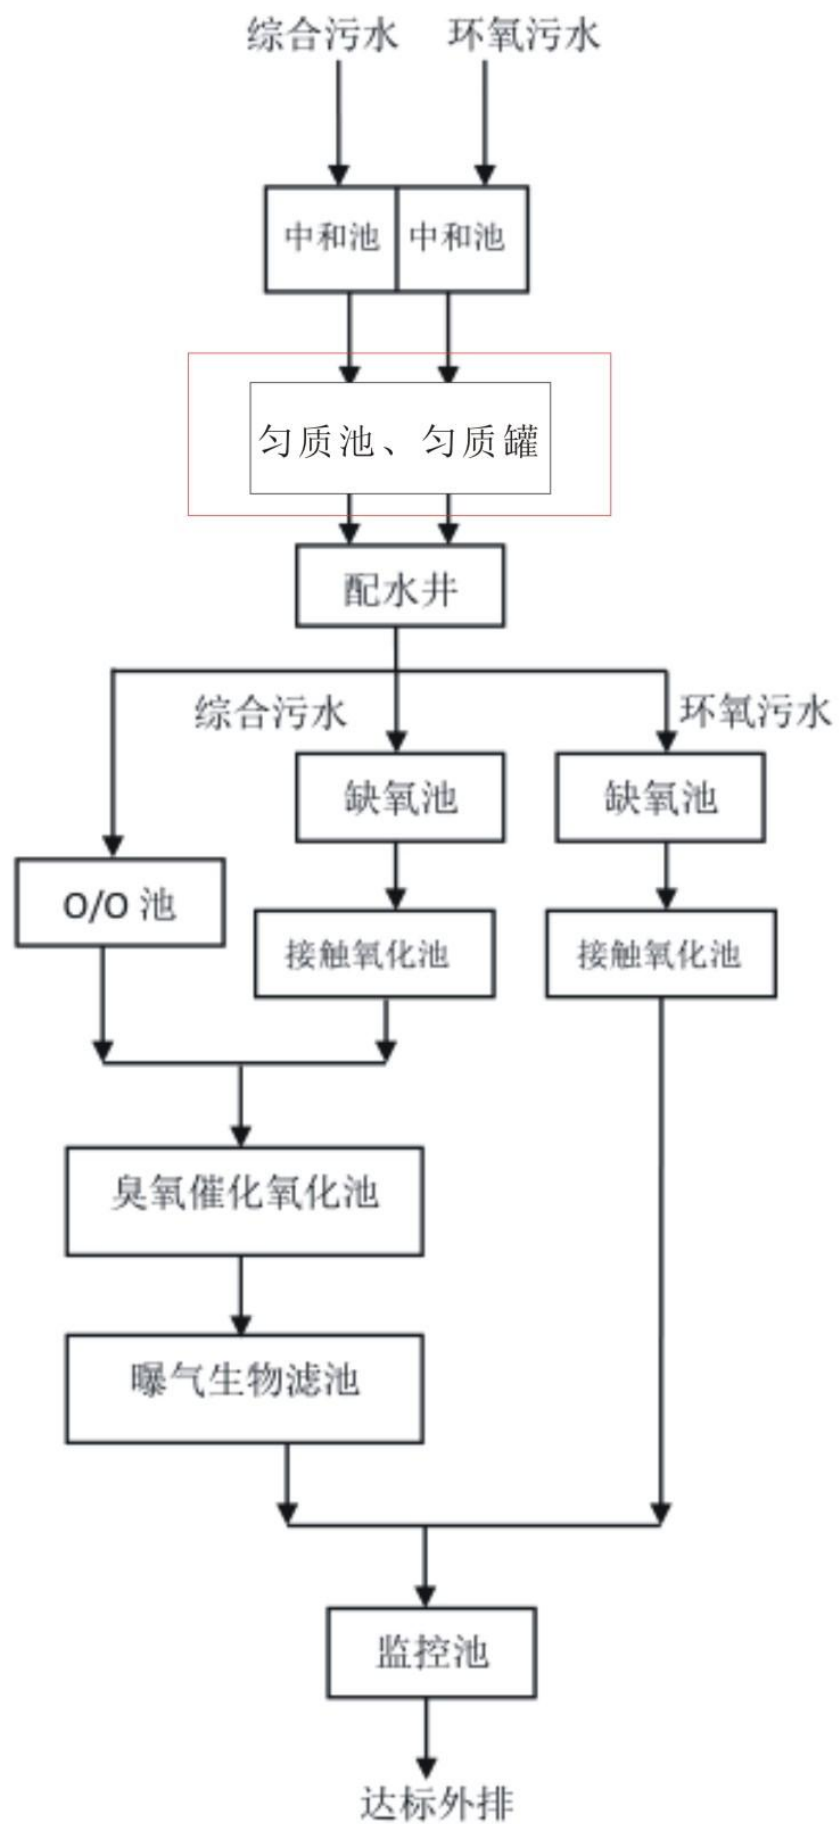 综合污水 环氧污水
中和池 中和池
匀质池、匀质罐
配水井
综合污水 环氧污水
缺氧池 缺氧池
O/O 池
接触氧化池 接触氧化池
臭氧催化氧化池
曝气生物滤池
监控池
达标外排